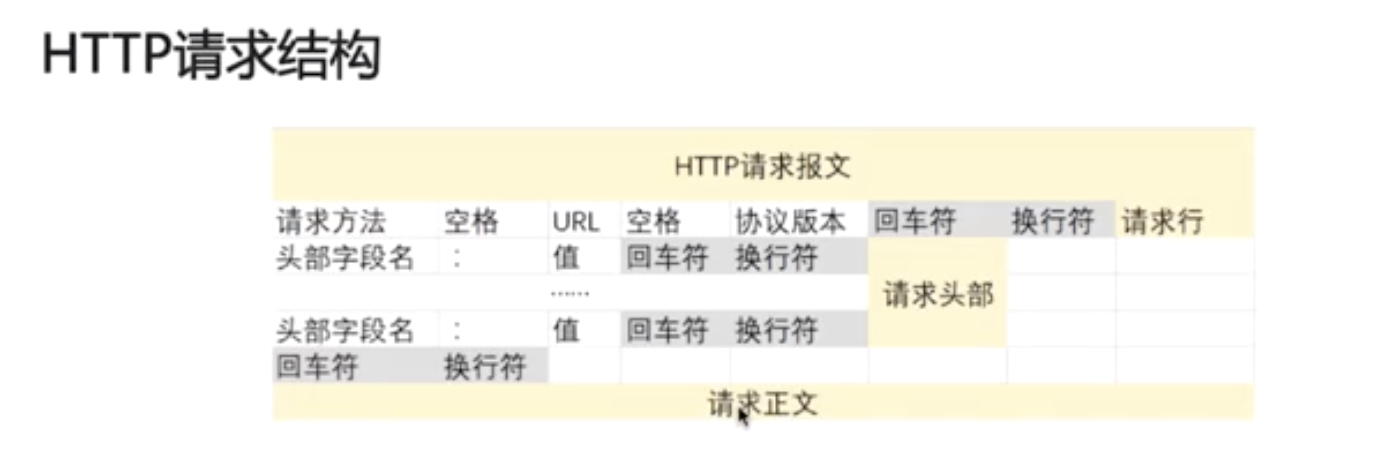 HTTP请求结构
HTTP请求报文
请求方法 空格 URL 空格 协议版本 回车符 换行符 请求行
头部字段名 : 值 回车符 换行符
...... 请求头部
头部字段名 : 值 回车符 换行符
回车符 换行符
请求正文